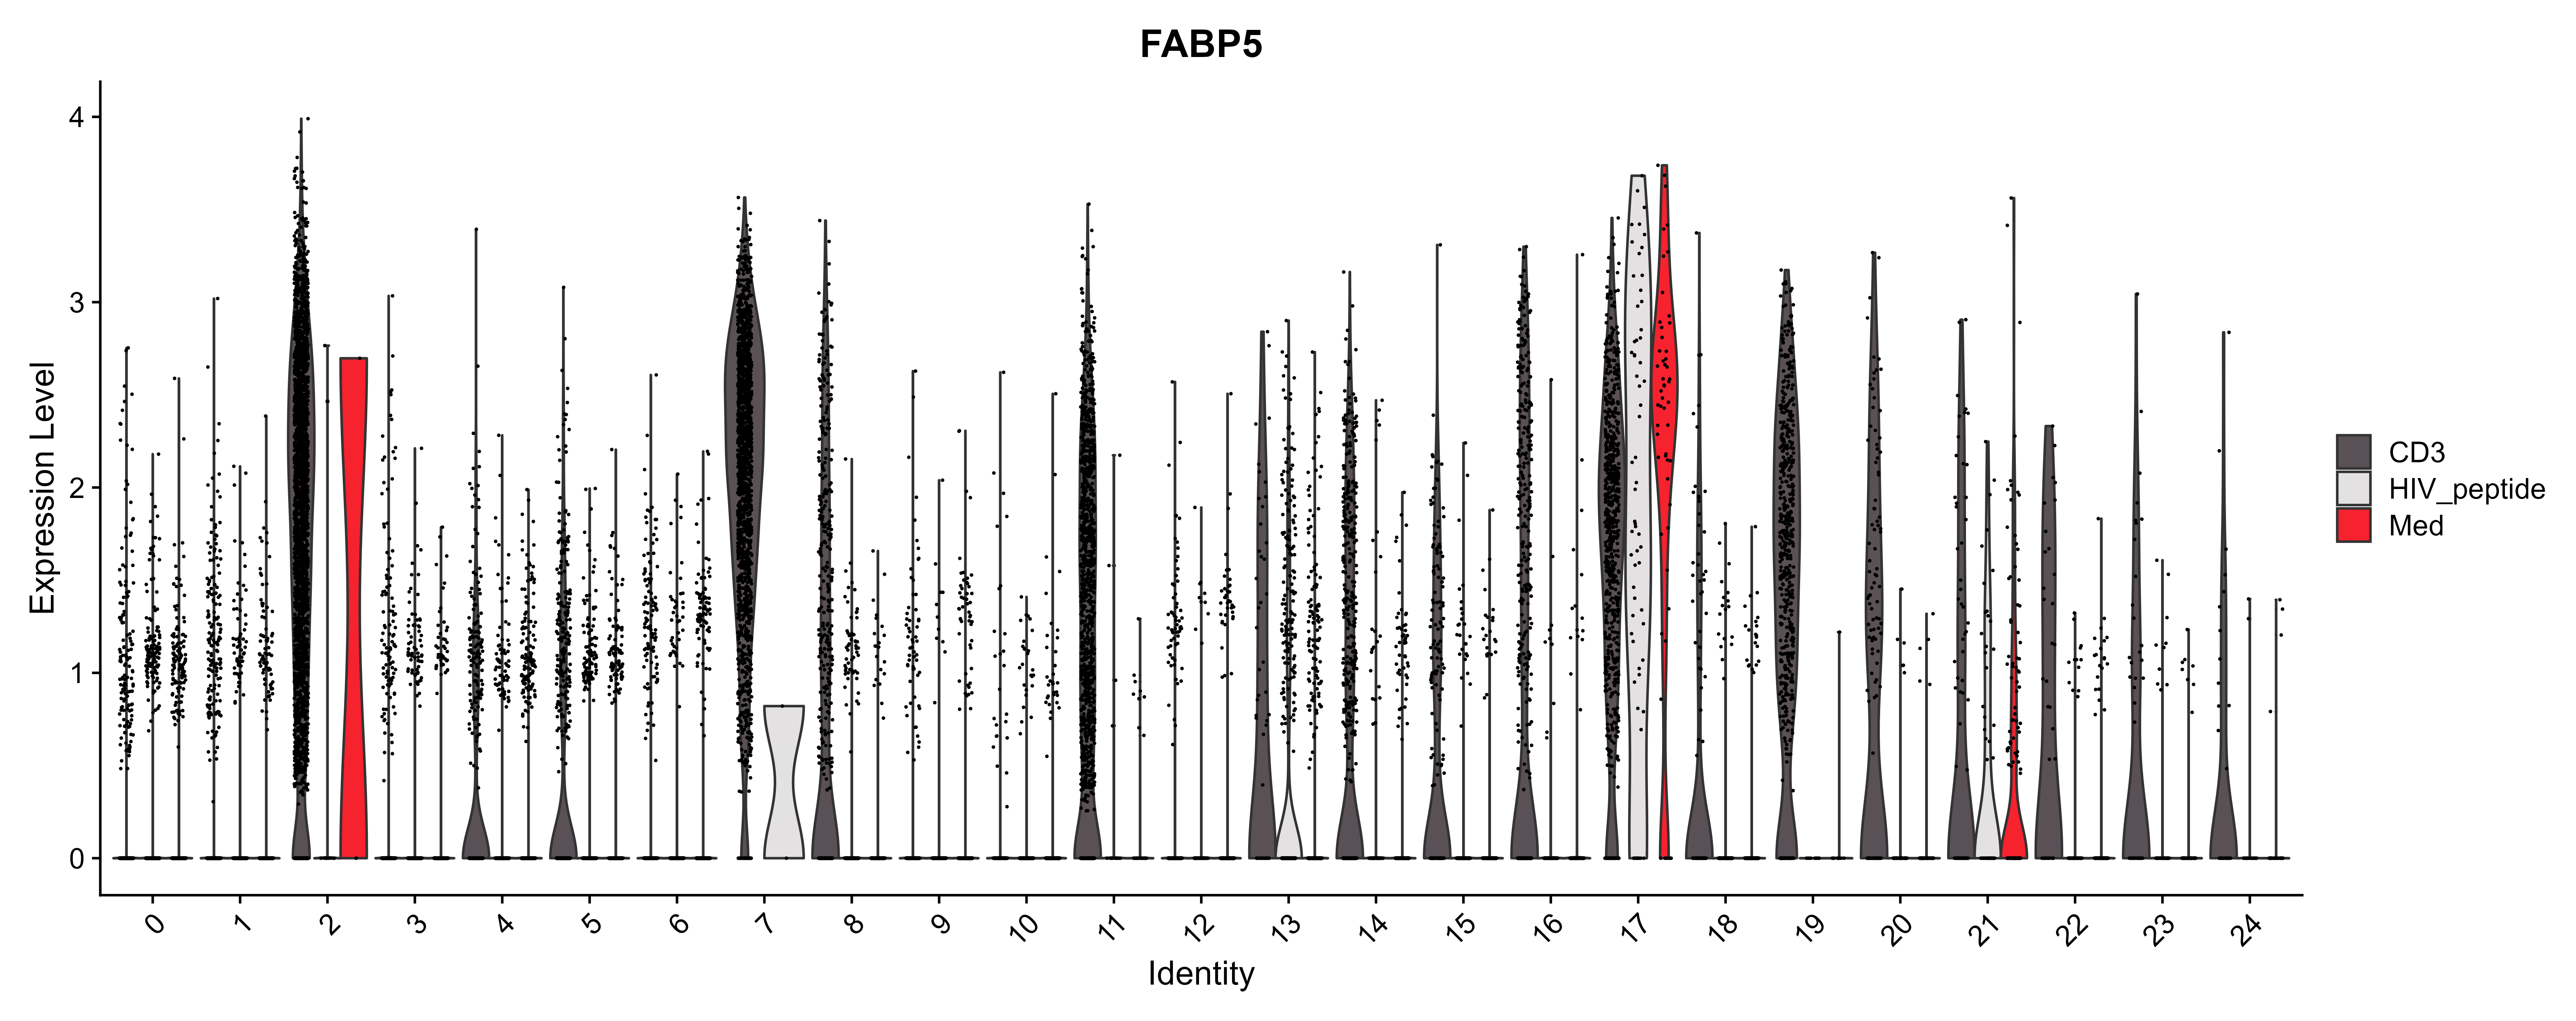 FABP5
Expression Level
4
3
2
1
0
0 1 2 3 4 5 6 7 8 9 10 11 12 13 14 15 16 17 18 19 20 21 22 23 24
Identity
CD3
HIV_peptide
Med